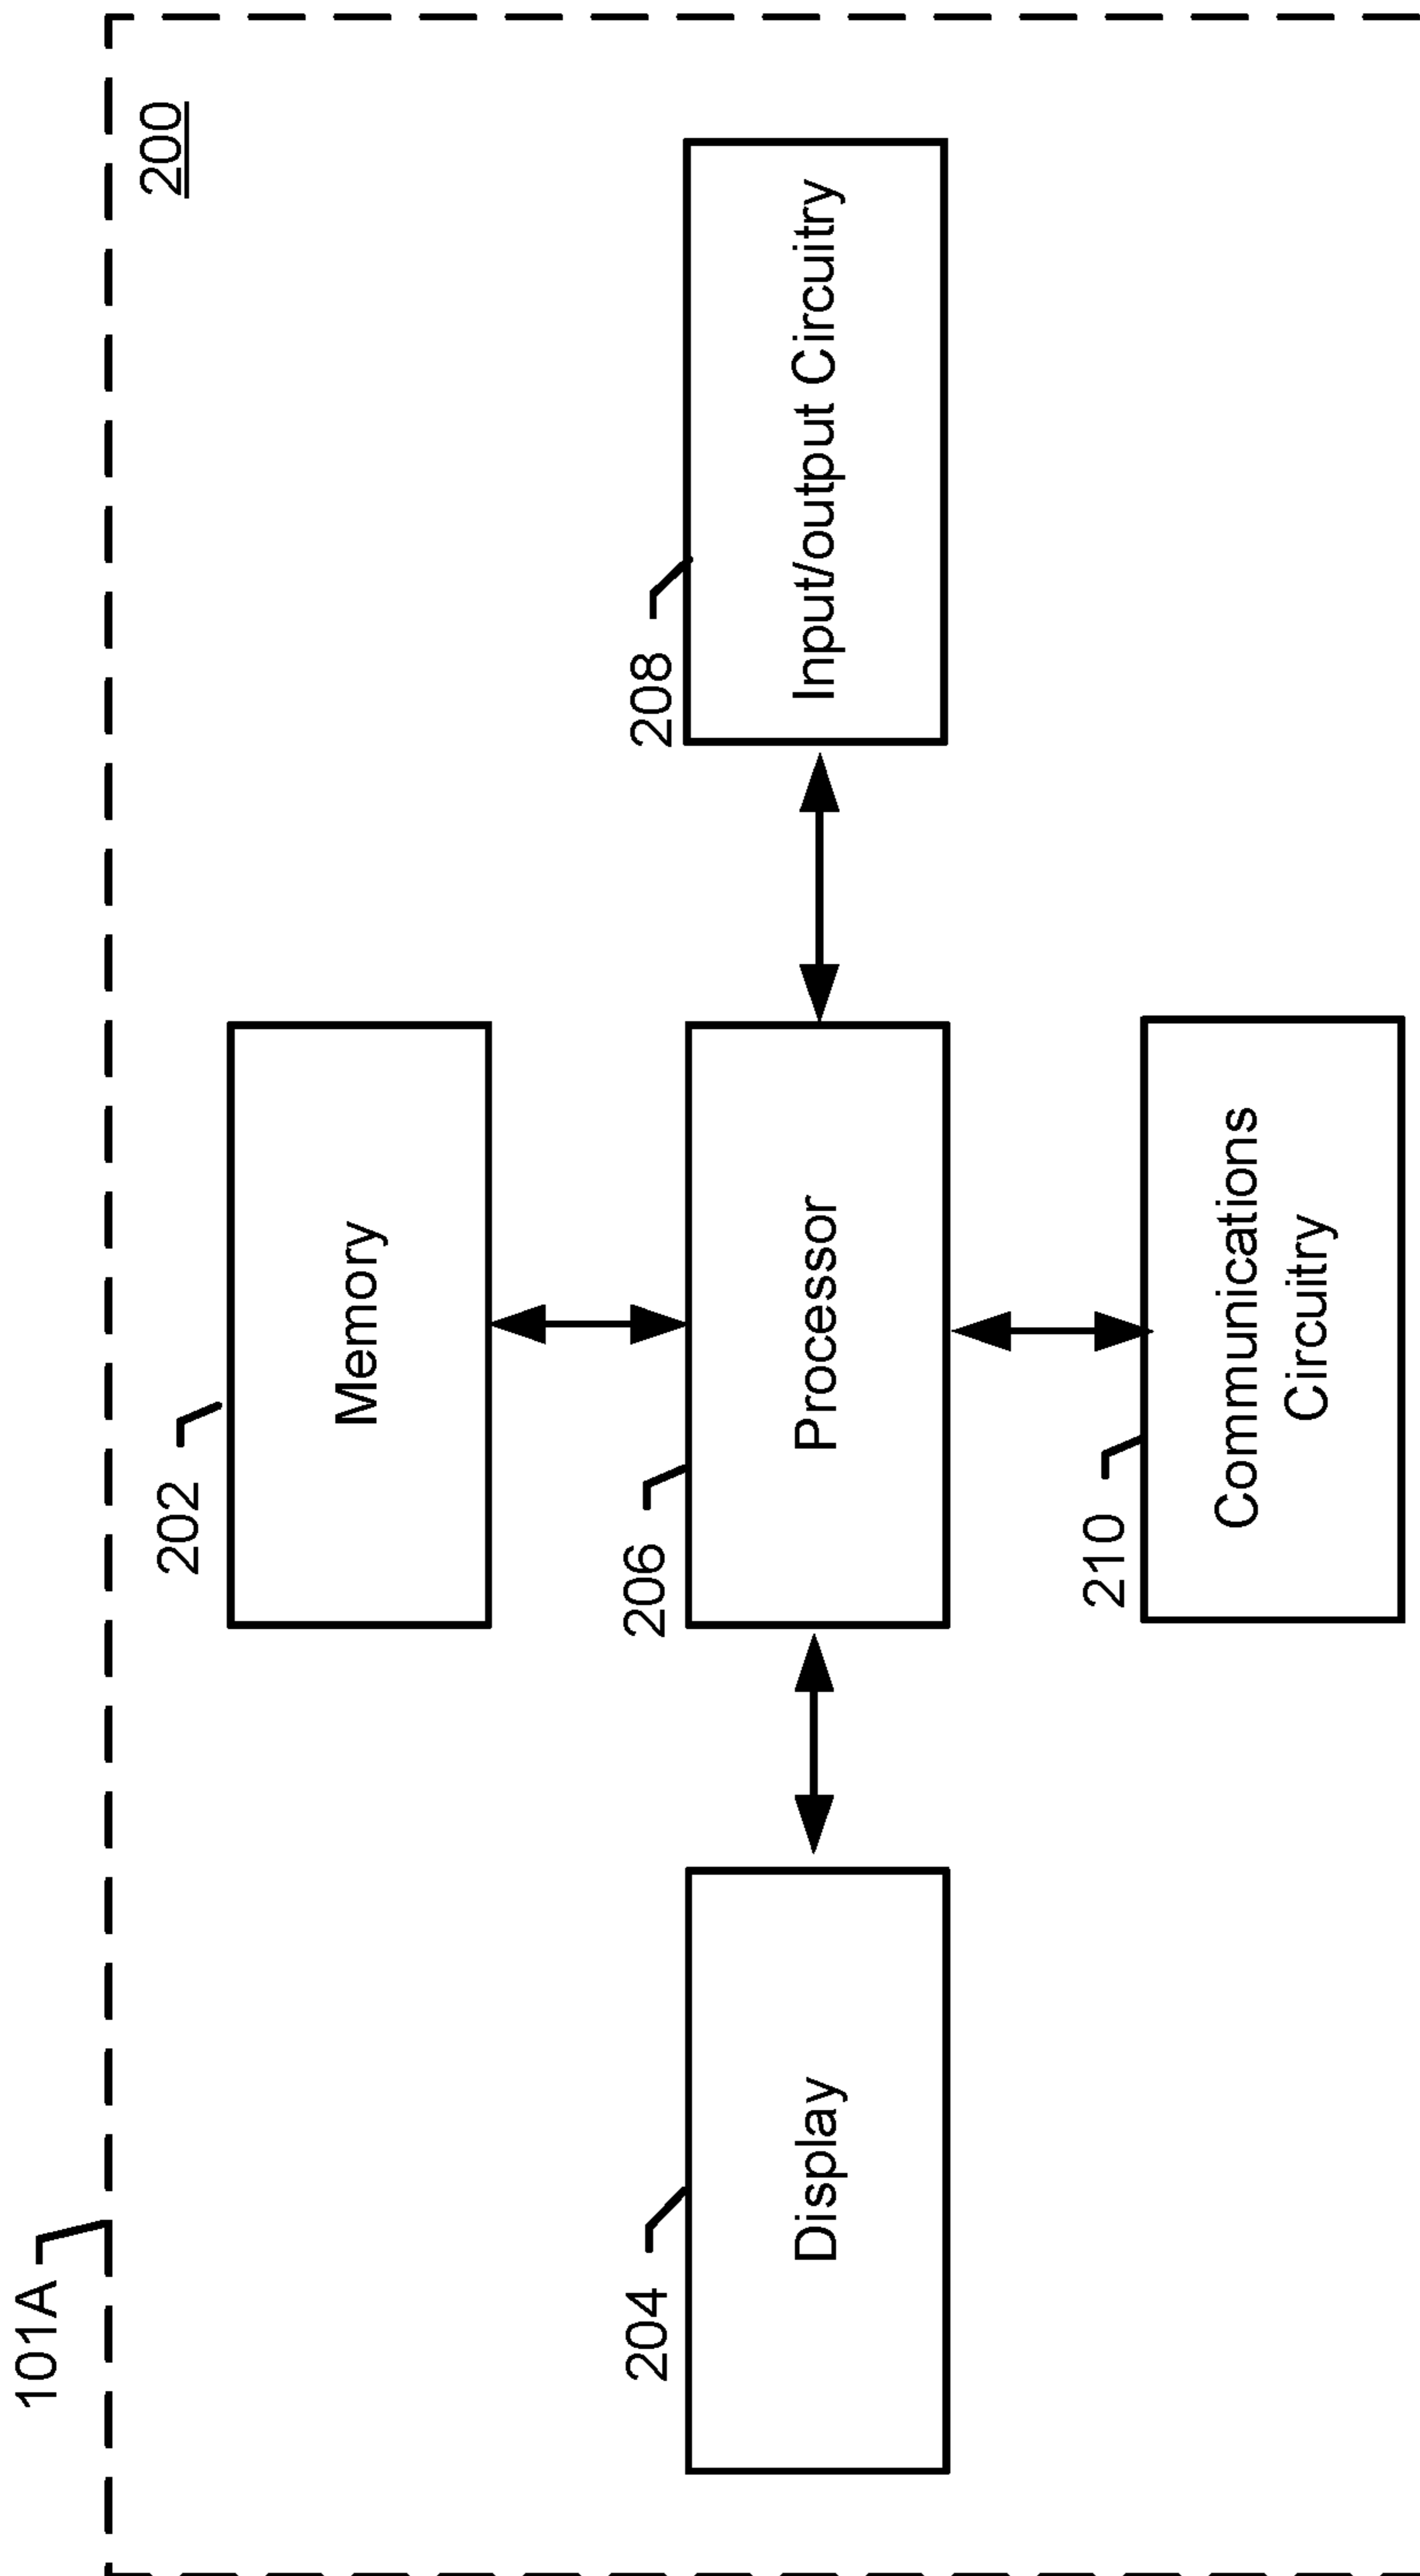 101A
200
202
Memory
204
Display
206
Processor
208
Input/output Circuitry
210
Communications
Circuitry